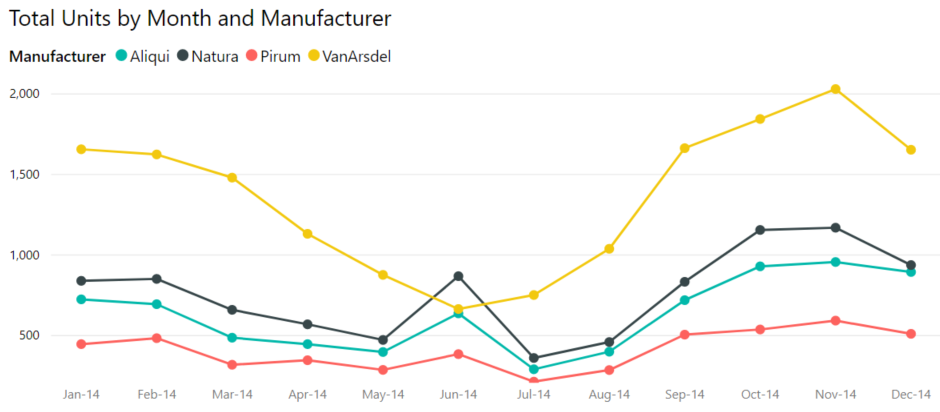 Total Units by Month and Manufacturer
Manufacturer Aliqui Natura Pirum VanArsdel
2,000
1,500
1,000
500
Jan-14 Feb-14 Mar-14 Apr-14 May-14 Jun-14 Jul-14 Aug-14 Sep-14 Oct-14 Nov-14 Dec-14